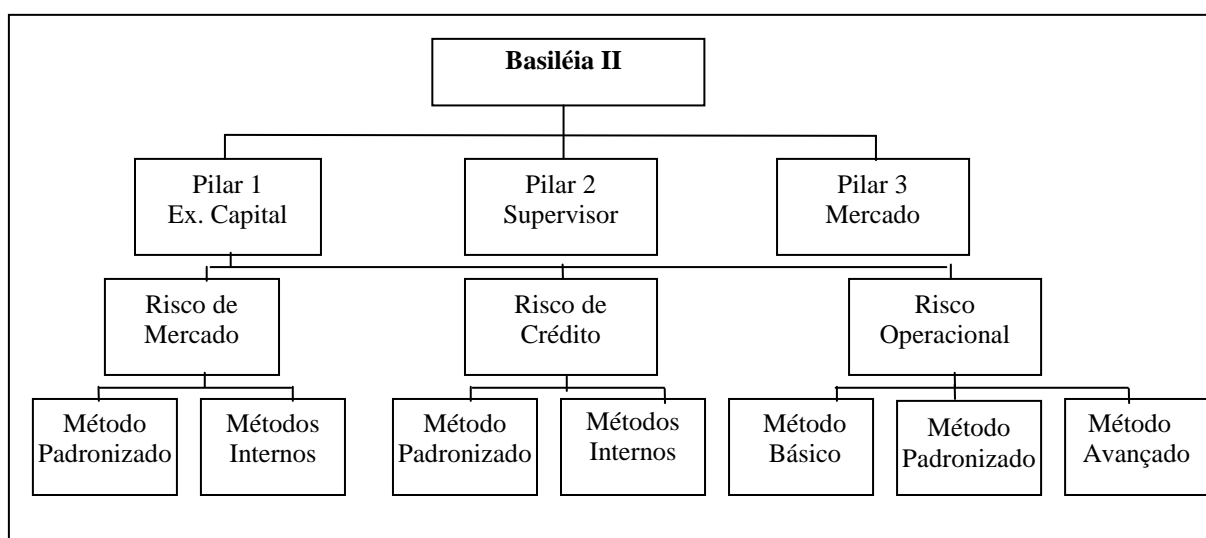 Basiléia II
Pilar 1
Ex. Capital
Pilar 2
Supervisor
Pilar 3
Mercado
Risco de
Mercado
Risco de
Crédito
Risco
Operacional
Método
Padronizado
Métodos
Internos
Método
Padronizado
Métodos
Internos
Método
Básico
Método
Padronizado
Método
Avançado